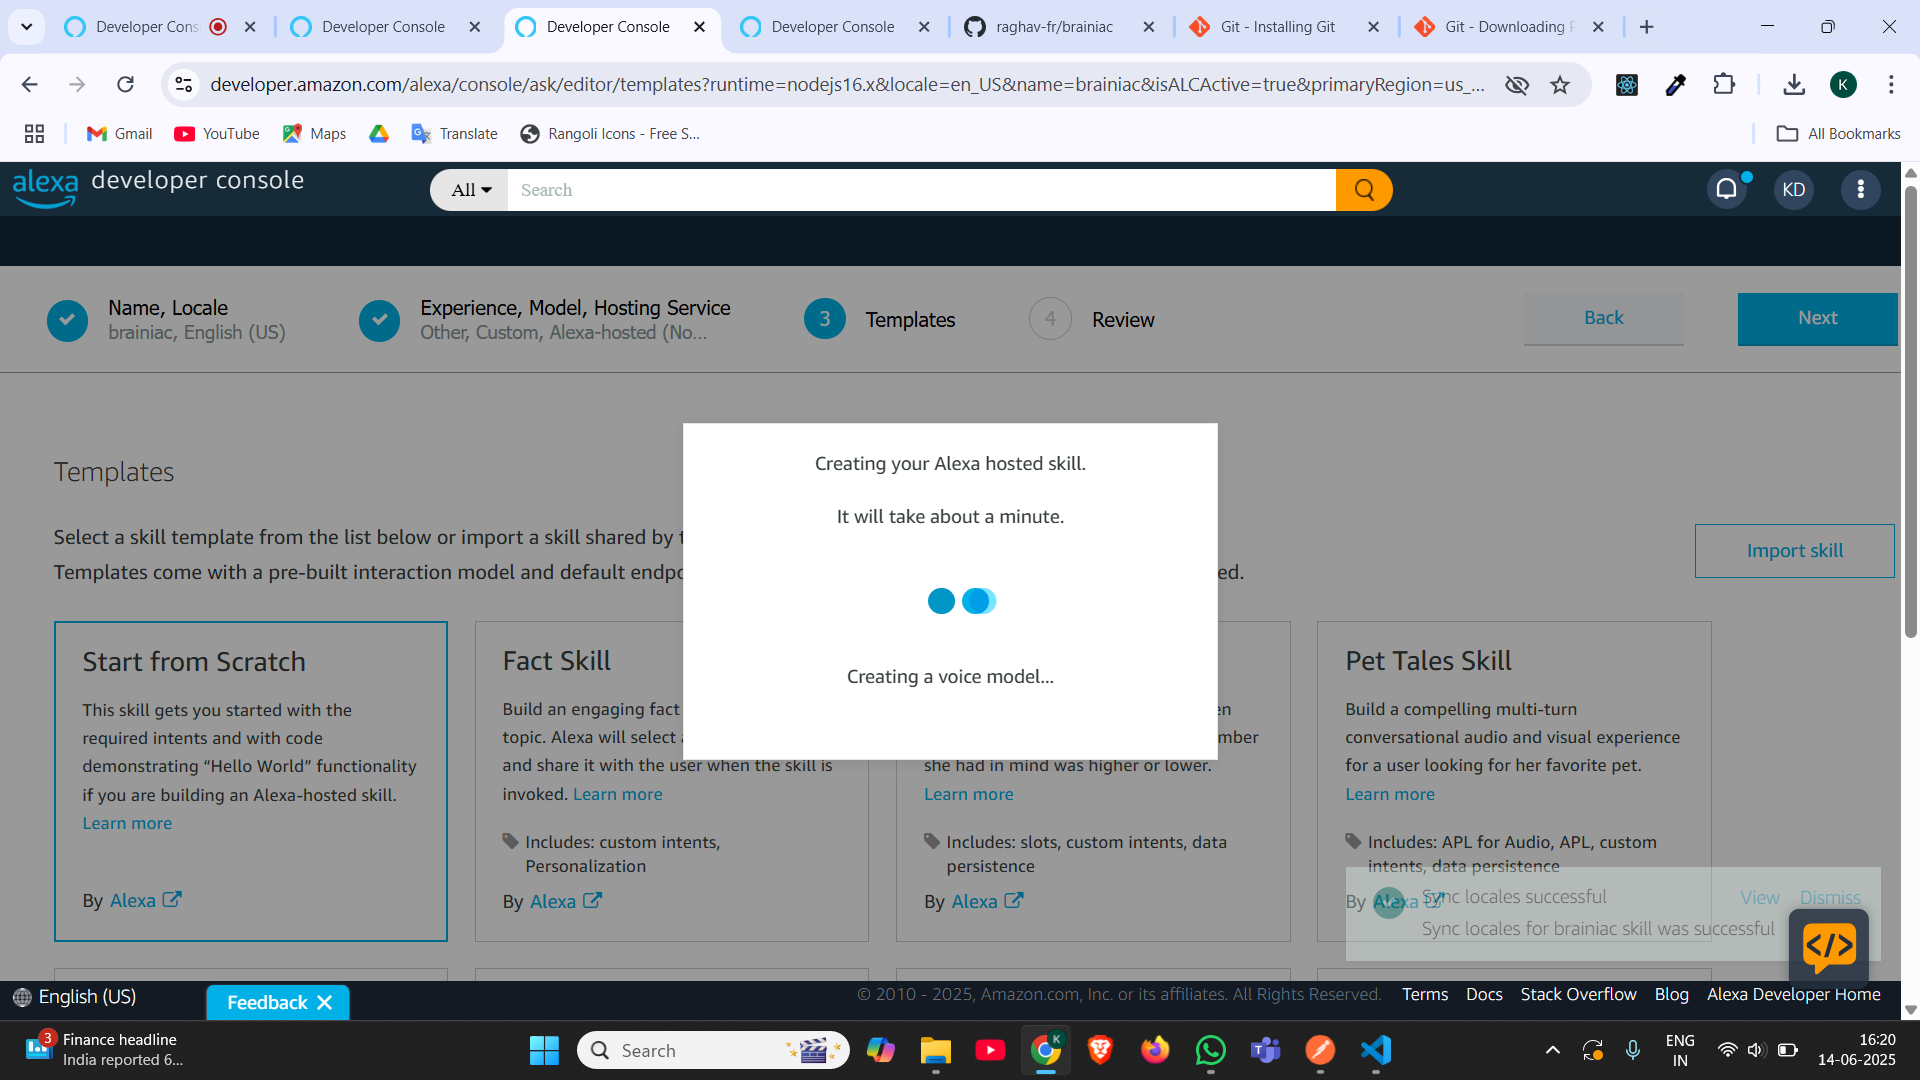 Developer Cons
Developer Console
Developer Console
Developer Console
raghav-fr/brainiac
Git - Installing Git
Git - Downloading P
developer.amazon.com/alexa/console/ask/editor/templates?runtime=nodejs16.x&locale=en_US&name=brainiac&isALCActive=true&primaryRegion=us_...
K
Gmail
YouTube
Maps
Translate
Rangoli Icons - Free S...
All Bookmarks
alexa developer console
All
Search
KD
Name, Locale
brainiac, English (US)
Experience, Model, Hosting Service
Other, Custom, Alexa-hosted (No...
3
Templates
4
Review
Back
Next
Creating your Alexa hosted skill.
It will take about a minute.
Creating a voice model...
Templates
Select a skill template from the list below or import a skill shared by
Templates come with a pre-built interaction model and default
ed.
Import skill
Start from Scratch
This skill gets you started with the
required intents and with code
demonstrating “Hello World” functionality
if you are building an Alexa-hosted skill.
Learn more
By Alexa
Fact Skill
Build an engaging fact
topic. Alexa will select
and share it with the user when the skill is
invoked. Learn more
Includes: custom intents,
Personalization
By Alexa
en
mber
she had in mind was higher or lower.
Learn more
Includes: slots, custom intents, data
persistence
By Alexa
Pet Tales Skill
Build a compelling multi-turn
conversational audio and visual experience
for a user looking for her favorite pet.
Learn more
Includes: APL for Audio, APL, custom
intents, data persistence
By Alexa
Sync locales successful
View
Dismiss
Sync locales for brainiac skill was successful
English (US)
Feedback
© 2010 - 2025, Amazon.com, Inc. or its affiliates. All Rights Reserved.
Terms
Docs
Stack Overflow
Blog
Alexa Developer Home
3
Finance headline
India reported 6...
Search
K
ENG
IN
16:20
14-06-2025